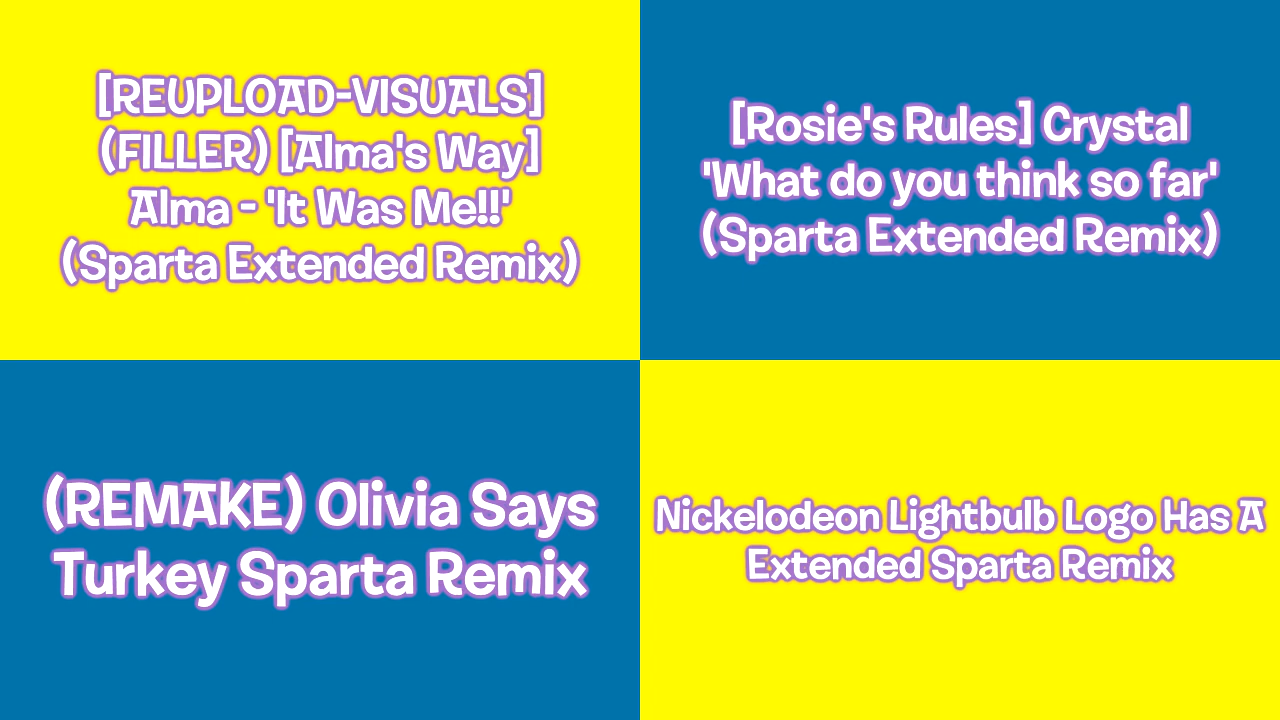 [REUPLOAD-VISUALS]
(FILLER) [Alma's Way]
Alma - 'It Was Me!!'
(Sparta Extended Remix)
[Rosie's Rules] Crystal
'What do you think so far'
(Sparta Extended Remix)
(REMAKE) Olivia Says
Turkey Sparta Remix
Nickelodeon Lightbulb Logo Has A
Extended Sparta Remix